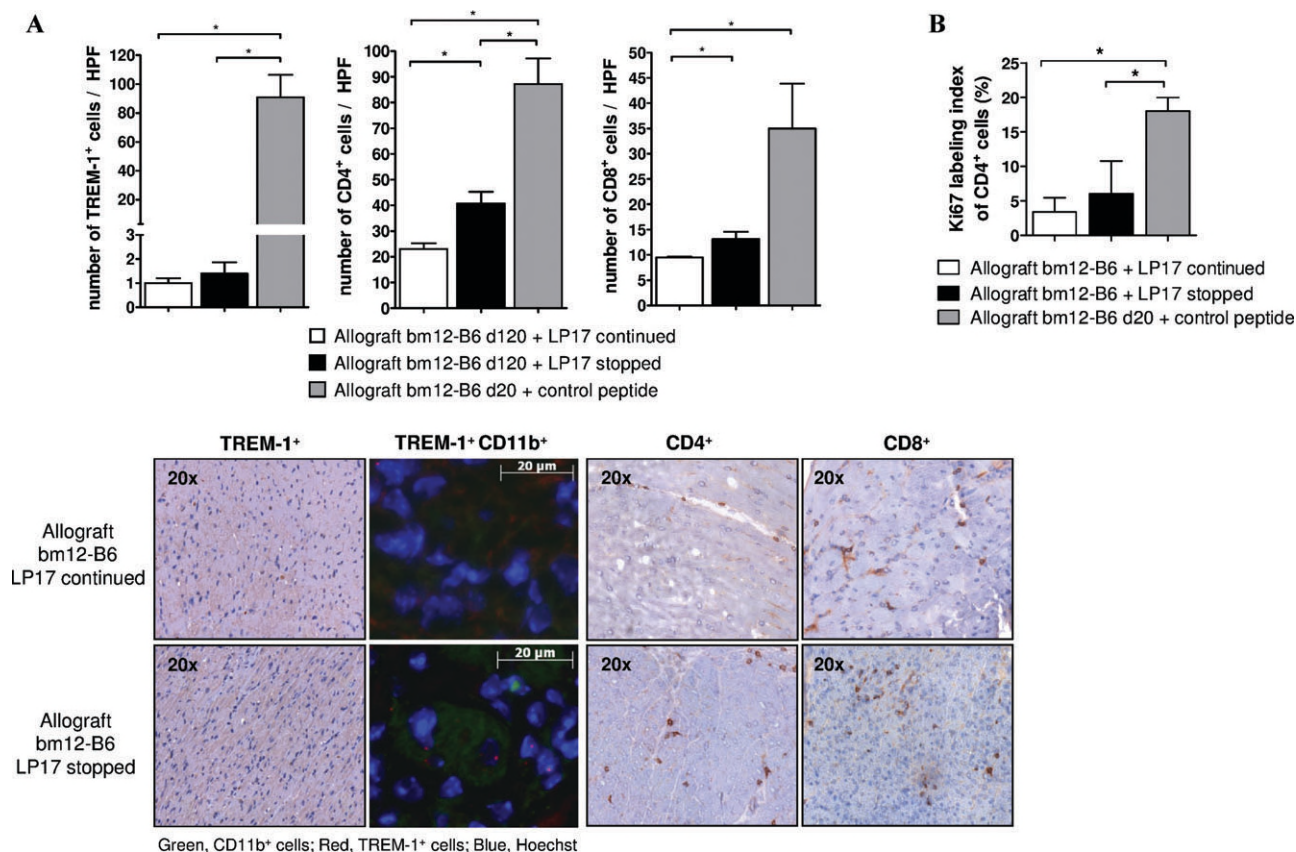 A
B
number of TREM-1⁺ cells / HPF
120
100
80
60
40
20
3
2
1
0
*
*
number of CD4⁺ cells / HPF
100
90
80
70
60
50
40
30
20
10
0
*
*
*
number of CD8⁺ cells / HPF
50
45
40
35
30
25
20
15
10
5
0
*
*
Ki67 labeling index
of CD4⁺ cells (%)
25
20
15
10
5
0
*
*
Allograft bm12-B6 d120 + LP17 continued
Allograft bm12-B6 d120 + LP17 stopped
Allograft bm12-B6 d20 + control peptide
Allograft bm12-B6 + LP17 continued
Allograft bm12-B6 + LP17 stopped
Allograft bm12-B6 d20 + control peptide
TREM-1⁺
TREM-1⁺ CD11b⁺
CD4⁺
CD8⁺
Allograft
bm12-B6
LP17 continued
20x
20 µm
20x
20x
Allograft
bm12-B6
LP17 stopped
20x
20 µm
20x
20x
Green, CD11b⁺ cells; Red, TREM-1⁺ cells; Blue, Hoechst